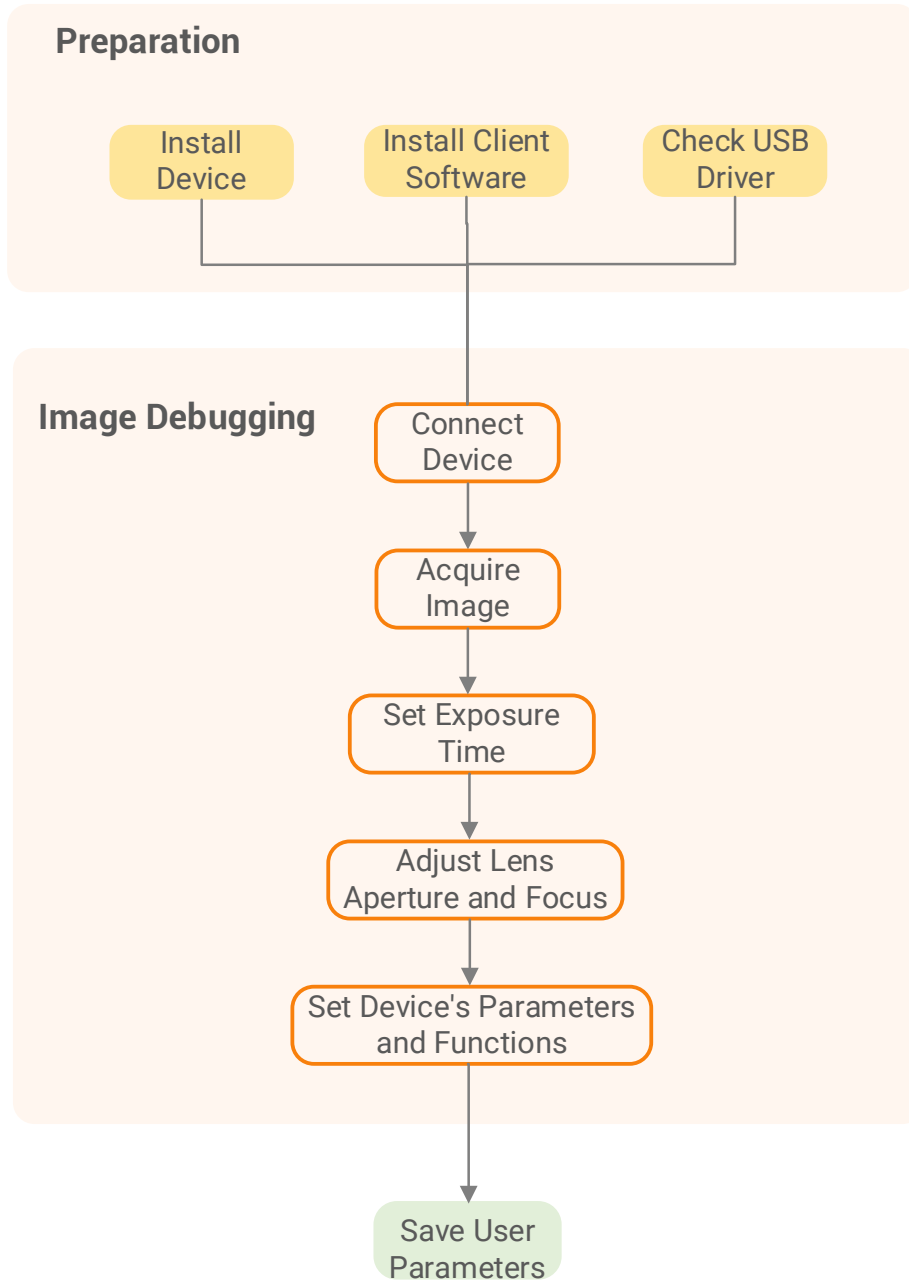 Preparation
Install
Device
Install Client
Software
Check USB
Driver
Image Debugging
Connect
Device
Acquire
Image
Set Exposure
Time
Adjust Lens
Aperture and Focus
Set Device's Parameters
and Functions
Save User
Parameters